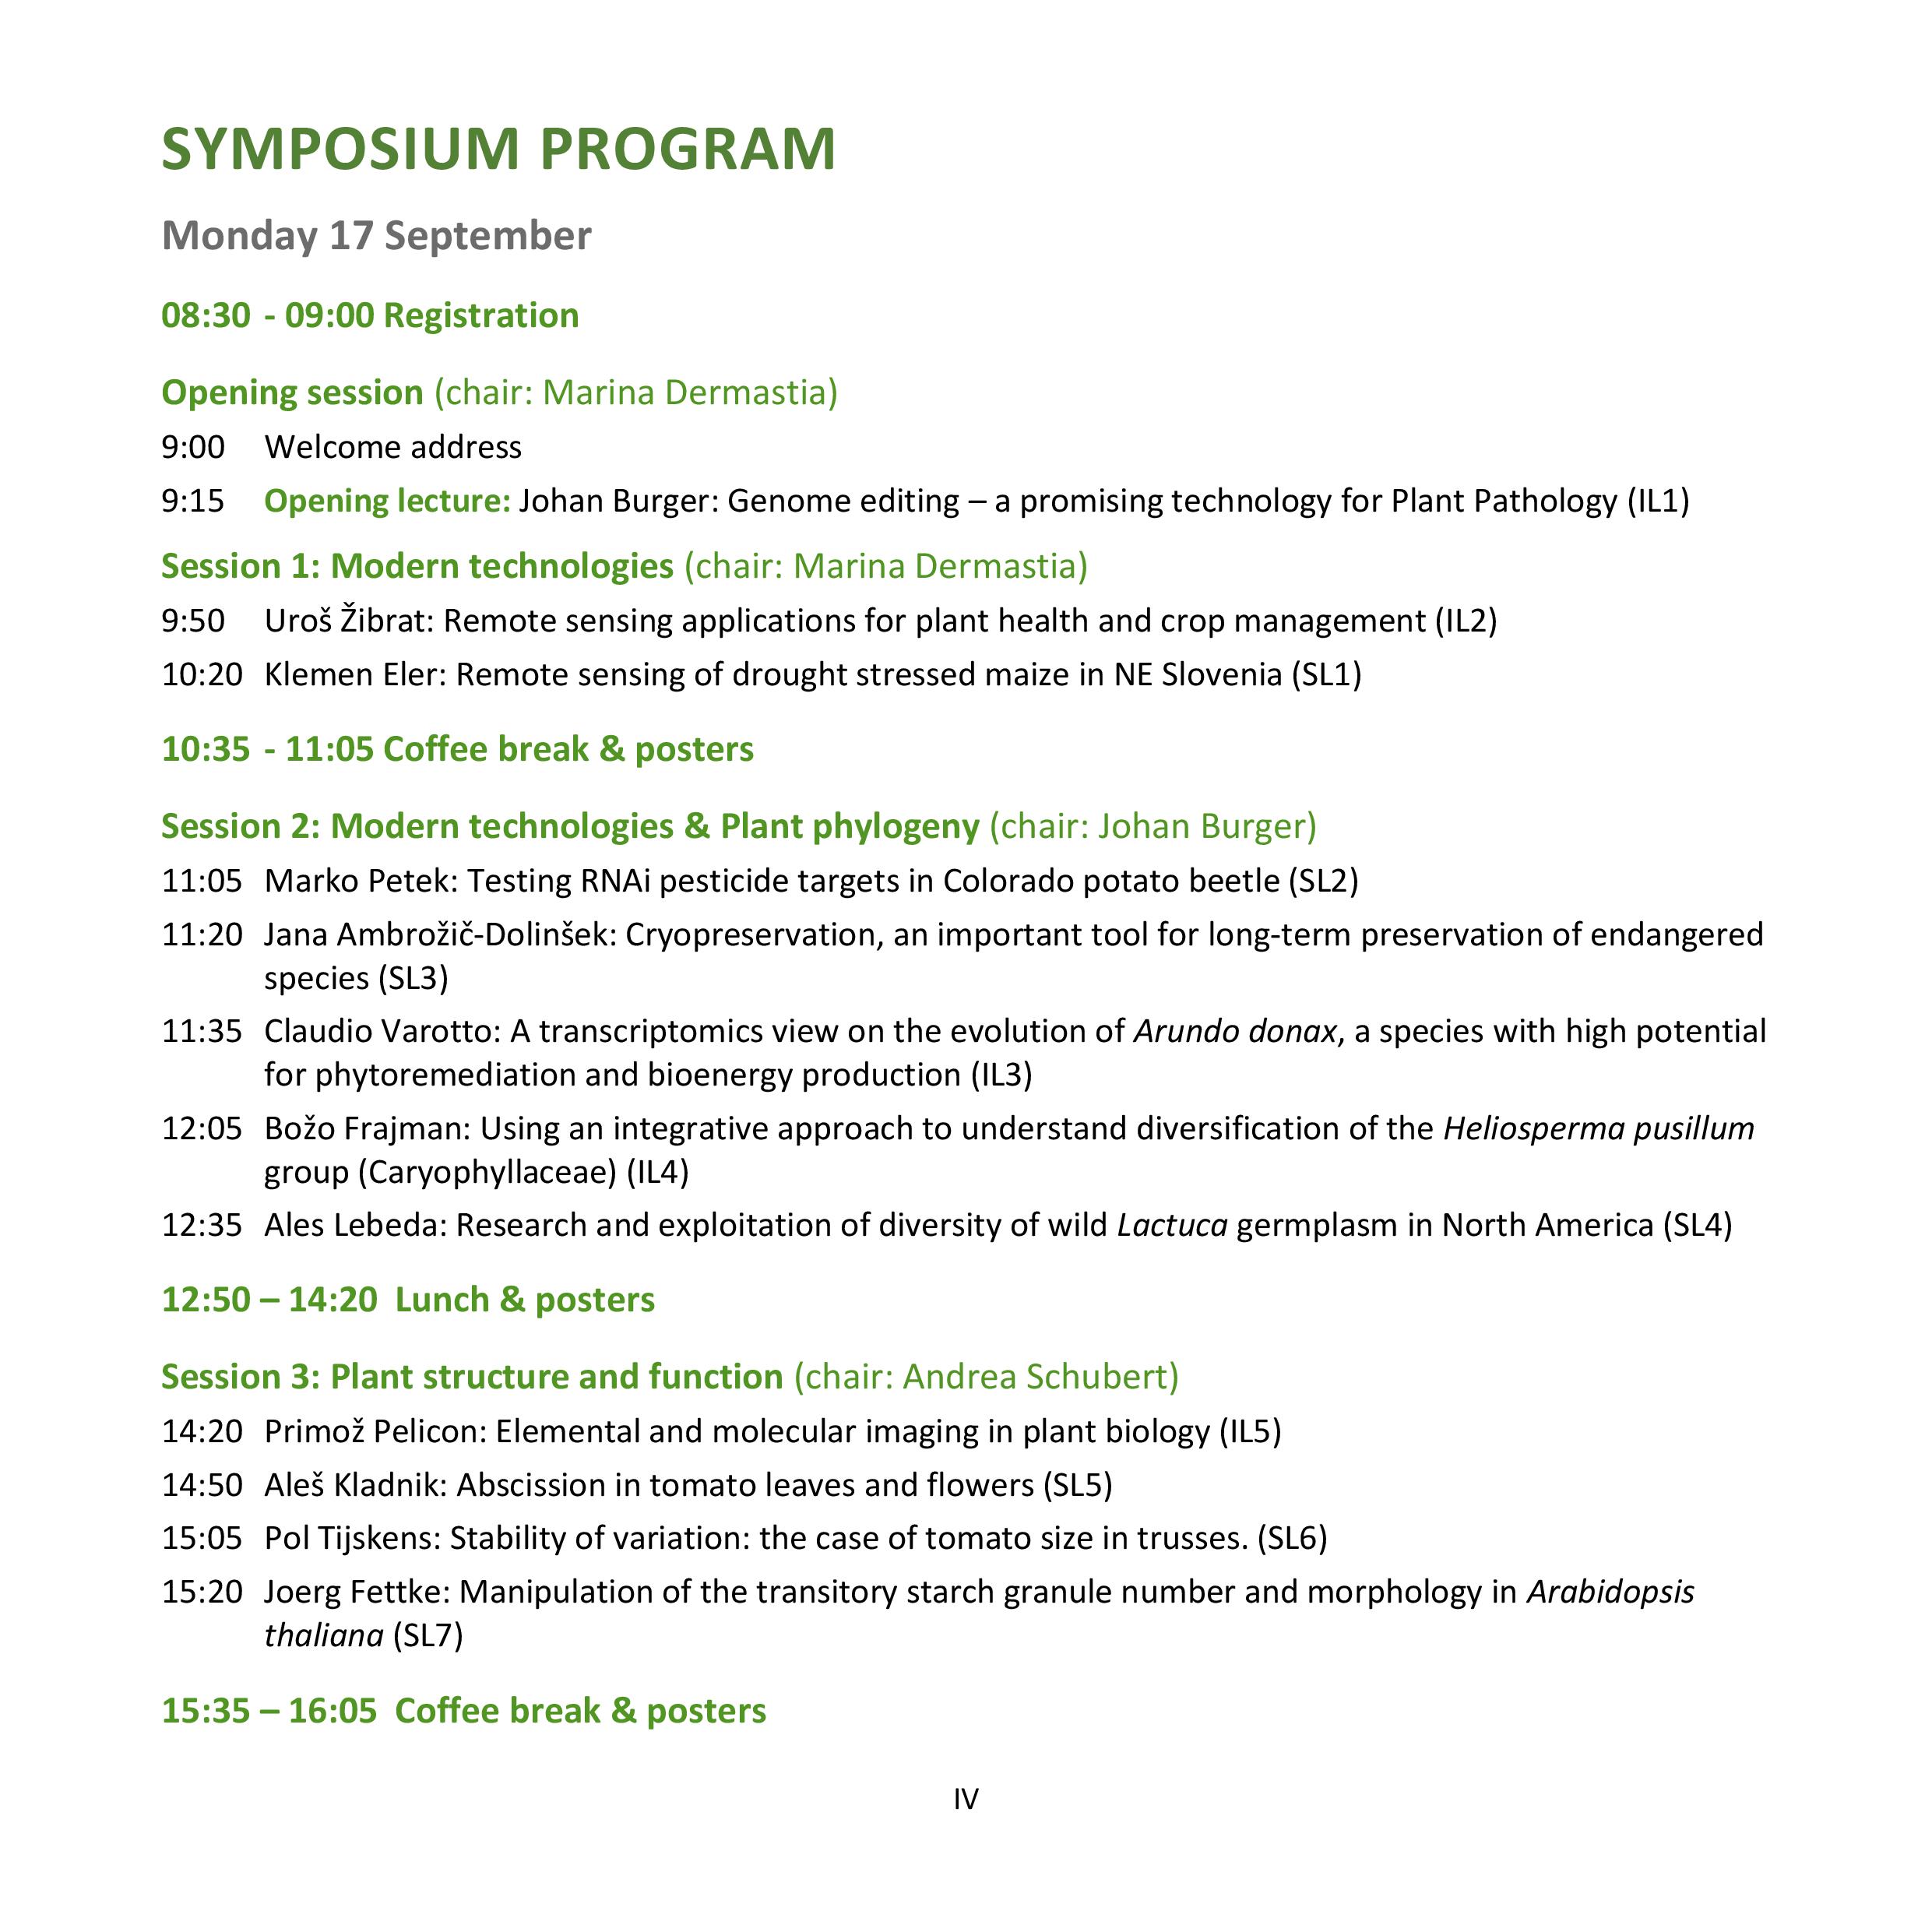 SYMPOSIUM PROGRAM
Monday 17 September
08:30 - 09:00 Registration
Opening session (chair: Marina Dermastia)
9:00 Welcome address
9:15 Opening lecture: Johan Burger: Genome editing – a promising technology for Plant Pathology (IL1)
Session 1: Modern technologies (chair: Marina Dermastia)
9:50 Uroš Žibrat: Remote sensing applications for plant health and crop management (IL2)
10:20 Klemen Eler: Remote sensing of drought stressed maize in NE Slovenia (SL1)
10:35 - 11:05 Coffee break & posters
Session 2: Modern technologies & Plant phylogeny (chair: Johan Burger)
11:05 Marko Petek: Testing RNAi pesticide targets in Colorado potato beetle (SL2)
11:20 Jana Ambrožič-Dolinšek: Cryopreservation, an important tool for long-term preservation of endangered
species (SL3)
11:35 Claudio Varotto: A transcriptomics view on the evolution of Arundo donax, a species with high potential
for phytoremediation and bioenergy production (IL3)
12:05 Božo Frajman: Using an integrative approach to understand diversification of the Heliosperma pusillum
group (Caryophyllaceae) (IL4)
12:35 Ales Lebeda: Research and exploitation of diversity of wild Lactuca germplasm in North America (SL4)
12:50 – 14:20 Lunch & posters
Session 3: Plant structure and function (chair: Andrea Schubert)
14:20 Primož Pelicon: Elemental and molecular imaging in plant biology (IL5)
14:50 Aleš Kladnik: Abscission in tomato leaves and flowers (SL5)
15:05 Pol Tijskens: Stability of variation: the case of tomato size in trusses. (SL6)
15:20 Joerg Fettke: Manipulation of the transitory starch granule number and morphology in Arabidopsis
thaliana (SL7)
15:35 – 16:05 Coffee break & posters
IV